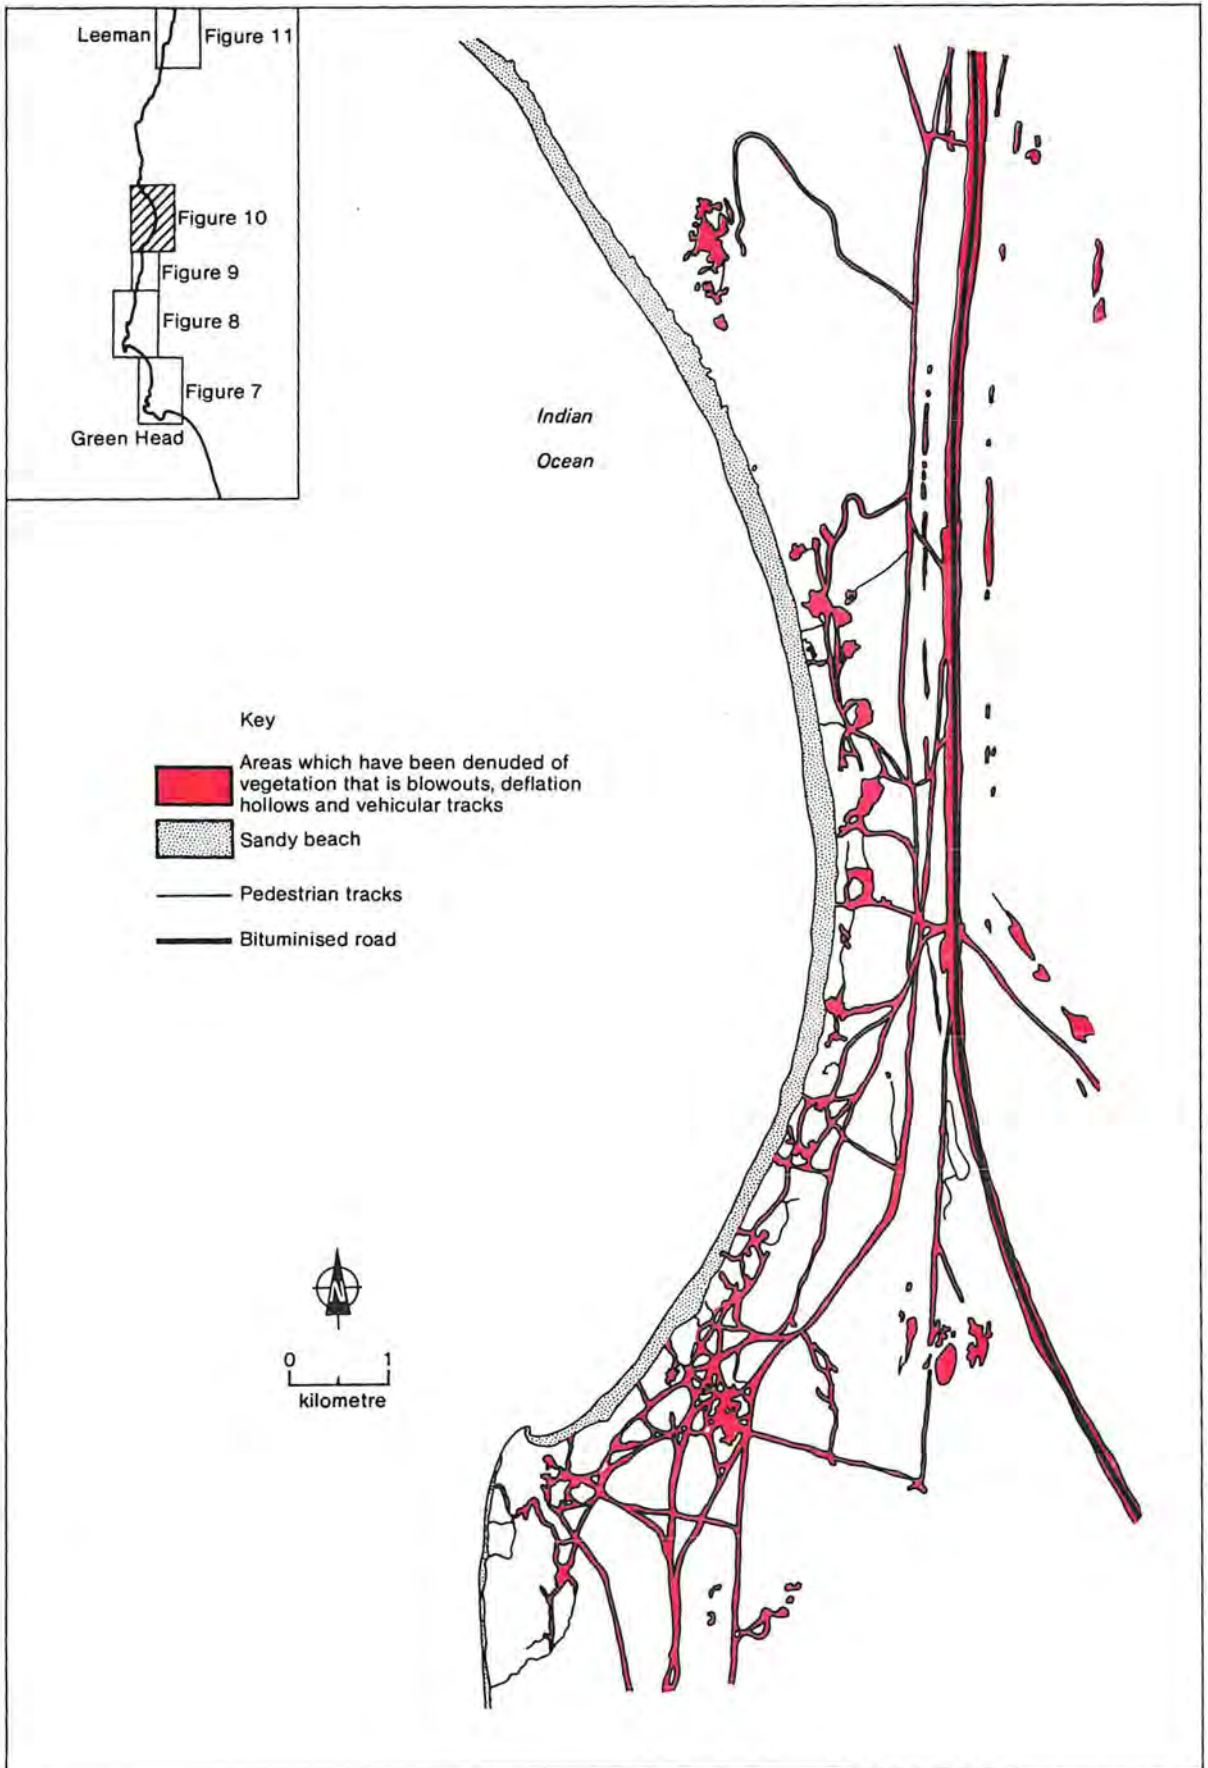 Leeman
Figure 11
Figure 10
Figure 9
Figure 8
Figure 7
Green Head
Indian
Ocean
Key
Areas which have been denuded of
vegetation that is blowouts, deflation
hollows and vehicular tracks
Sandy beach
Pedestrian tracks
Bituminised road
N
0 1
kilometre